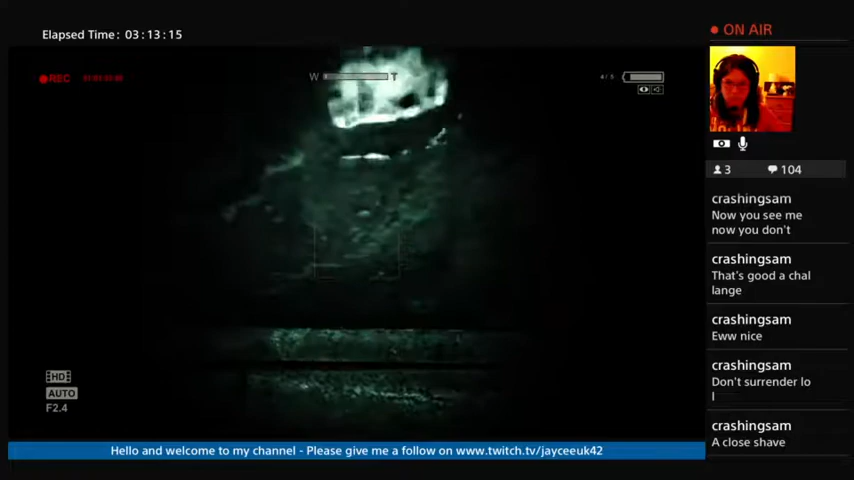 Elapsed Time: 03:13:15
ON AIR
REC
W
T
4/5
3
104
crashingsam
Now you see me
now you don't
crashingsam
That's good a chal
lange
crashingsam
Eww nice
crashingsam
Don't surrender lo
l
crashingsam
A close shave
HD
AUTO
F2.4
Hello and welcome to my channel - Please give me a follow on www.twitch.tv/jayceeuk42